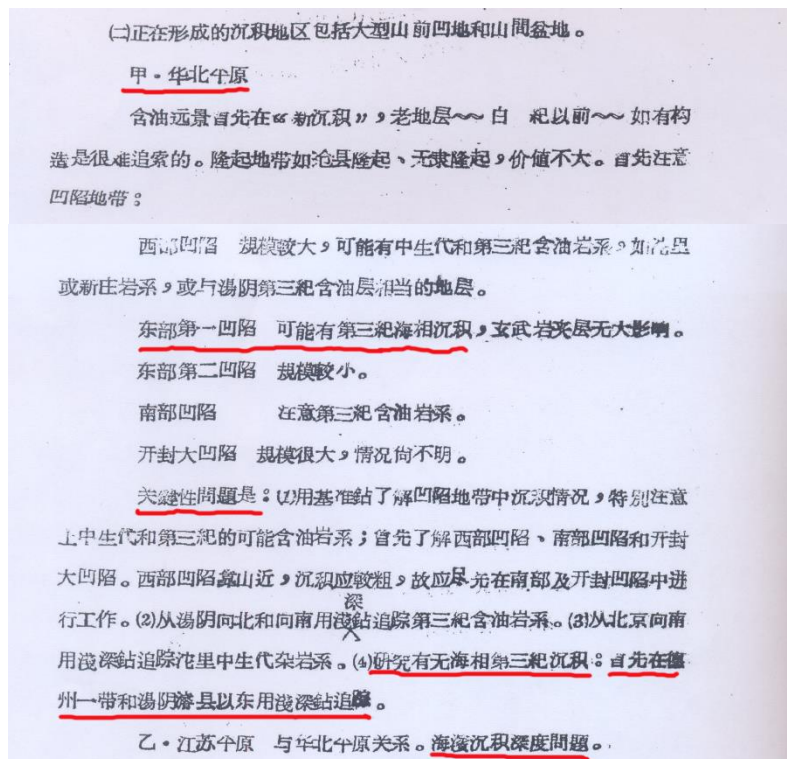 ㈡正在形成的沉积地区包括大型山前凹地和山間盆地。
甲·华北平原
含油远景首先在“新沉积”，老地层~~白 紀以前~~如有构
造是很难追索的。隆起地带如沧县隆起、无隶隆起，价值不大。首先注意
凹陷地带：
西部凹陷 規模較大，可能有中生代和第三紀含油岩系，如沱里
或新庄岩系，或与湯阴第三紀含油层相当的地层。
东部第一凹陷 可能有第三紀海相沉积，玄武岩夹层无大影响。
东部第二凹陷 規模較小。
南部凹陷 注意第三紀含油岩系。
开封大凹陷 規模很大，情况尚不明。
关鍵性問題是：⑴用基准鉆了解凹陷地带中沉积情况，特別注意
上中生代和第三紀的可能含油岩系；首先了解西部凹陷、南部凹陷和开封
大凹陷。西部凹陷靠山近，沉积应較粗，故应尽先在南部及开封凹陷中进
深
行工作。⑵从湯阴向北和向南用淺鉆追踪第三紀含油岩系。⑶从北京向南
用淺深鉆追踪沱里中生代杂岩系。⑷研究有无海相第三紀沉积：首先在德
州一带和湯阴濬县以东用淺深鉆追踪。
乙·江苏平原 与华北平原关系。海浸沉积深度問題。